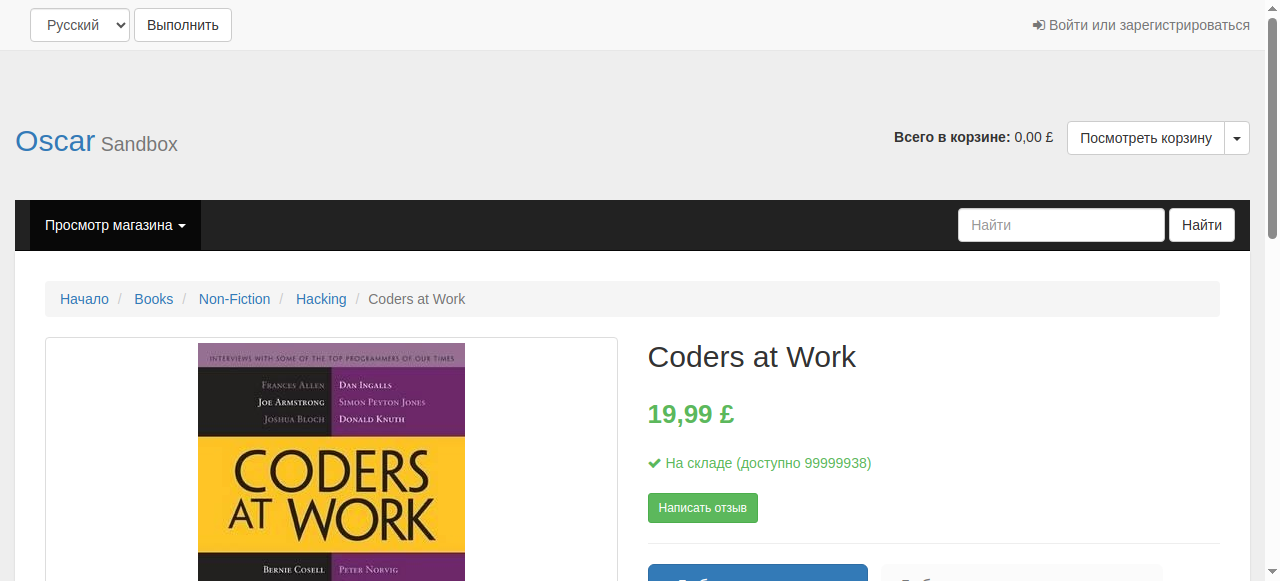 Русский
Выполнить
Войти или зарегистрироваться
Oscar Sandbox
Всего в корзине: 0,00 £
Посмотреть корзину
Просмотр магазина
Найти
Найти
Начало / Books / Non-Fiction / Hacking / Coders at Work
INTERVIEWS WITH SOME OF THE TOP PROGRAMMERS OF OUR TIMES
FRANCES ALLEN
JOE ARMSTRONG
JOSHUA BLOCH
DAN INGALLS
SIMON PEYTON JONES
DONALD KNUTH
CODERS
AT WORK
BERNIE COSELL
PETER NORVIG
Coders at Work
19,99 £
На складе (доступно 99999938)
Написать отзыв